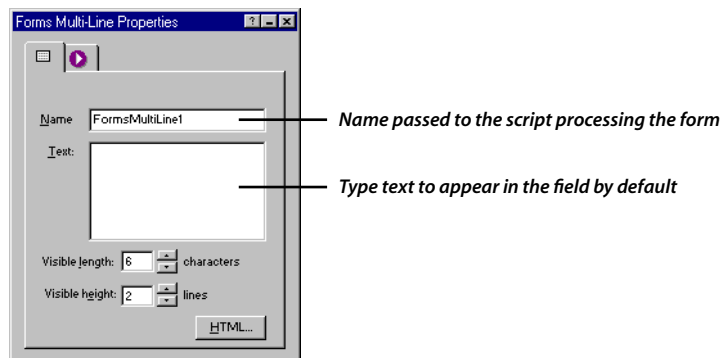 Forms Multi-Line Properties
Name FormsMultiLine1
Name passed to the script processing the form
Text:
Type text to appear in the field by default
Visible length: 6 characters
Visible height: 2 lines
HTML...